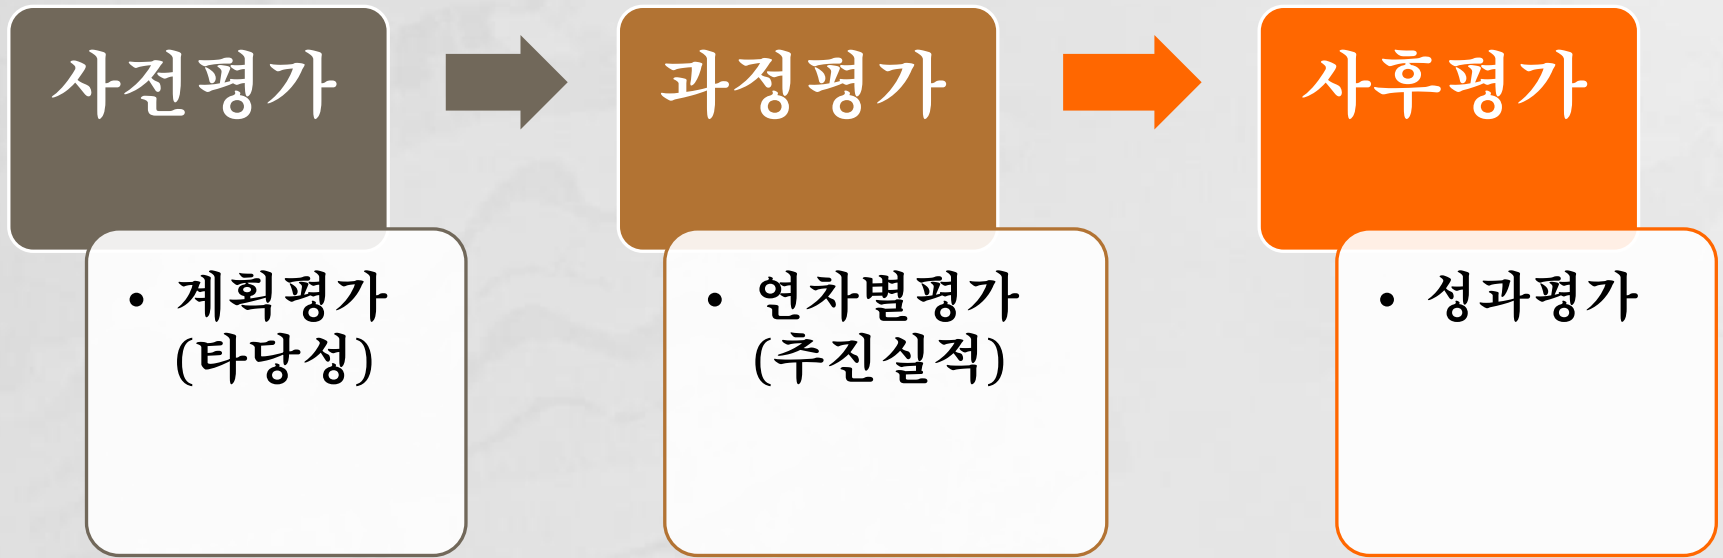 사전평가
과정평가
사후평가
• 계획평가
(타당성)
• 연차별평가
(추진실적)
• 성과평가